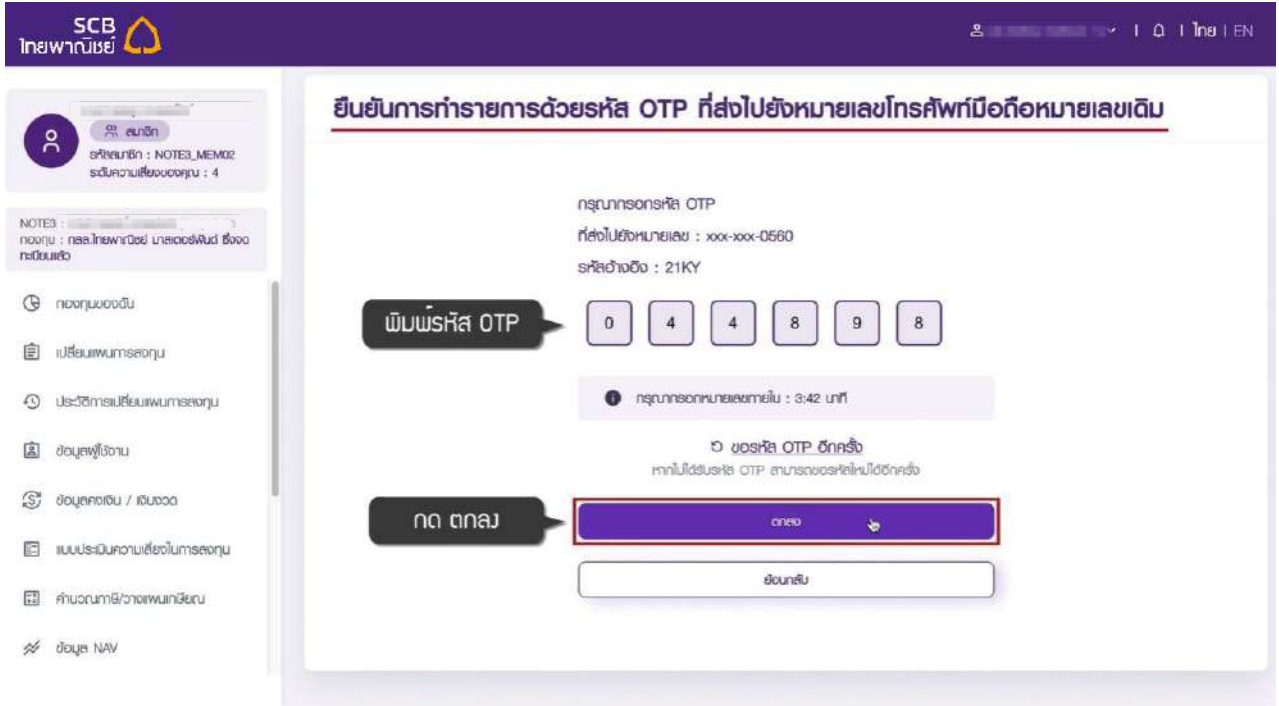 SCB
ไทยพาณิชย์
| ไทย | EN
ยืนยันการทำรายการด้วยรหัส OTP ที่ส่งไปยังหมายเลขโทรศัพท์มือถือหมายเลขเดิม
สมาชิก
รหัสสมาชิก : NOTE3_MEM02
ระดับความเสี่ยงของคุณ : 4
NOTE3 :
กองทุน : กสล.ไทยพาณิชย์ มาสเตอร์ฟันด์ ซึ่งจด
ทะเบียนแล้ว
กองทุนของฉัน
เปลี่ยนแผนการลงทุน
ประวัติการเปลี่ยนแผนการลงทุน
ข้อมูลผู้ใช้งาน
ข้อมูลคงเงิน / เงินงวด
แบบประเมินความเสี่ยงในการลงทุน
คำนวณภาษี/วางแผนเกษียณ
ข้อมูล NAV
กรุณากรอกรหัส OTP
ที่ส่งไปยังหมายเลข : xxx-xxx-0560
รหัสอ้างอิง : 21KY
พิมพ์รหัส OTP
0 4 4 8 9 8
กรุณากรอกหมายเลขภายใน : 3:42 นาที
ขอรหัส OTP อีกครั้ง
หากไม่ได้รับรหัส OTP สามารถขอรหัสใหม่ได้อีกครั้ง
กด ตกลง
ตกลง
ย้อนกลับ